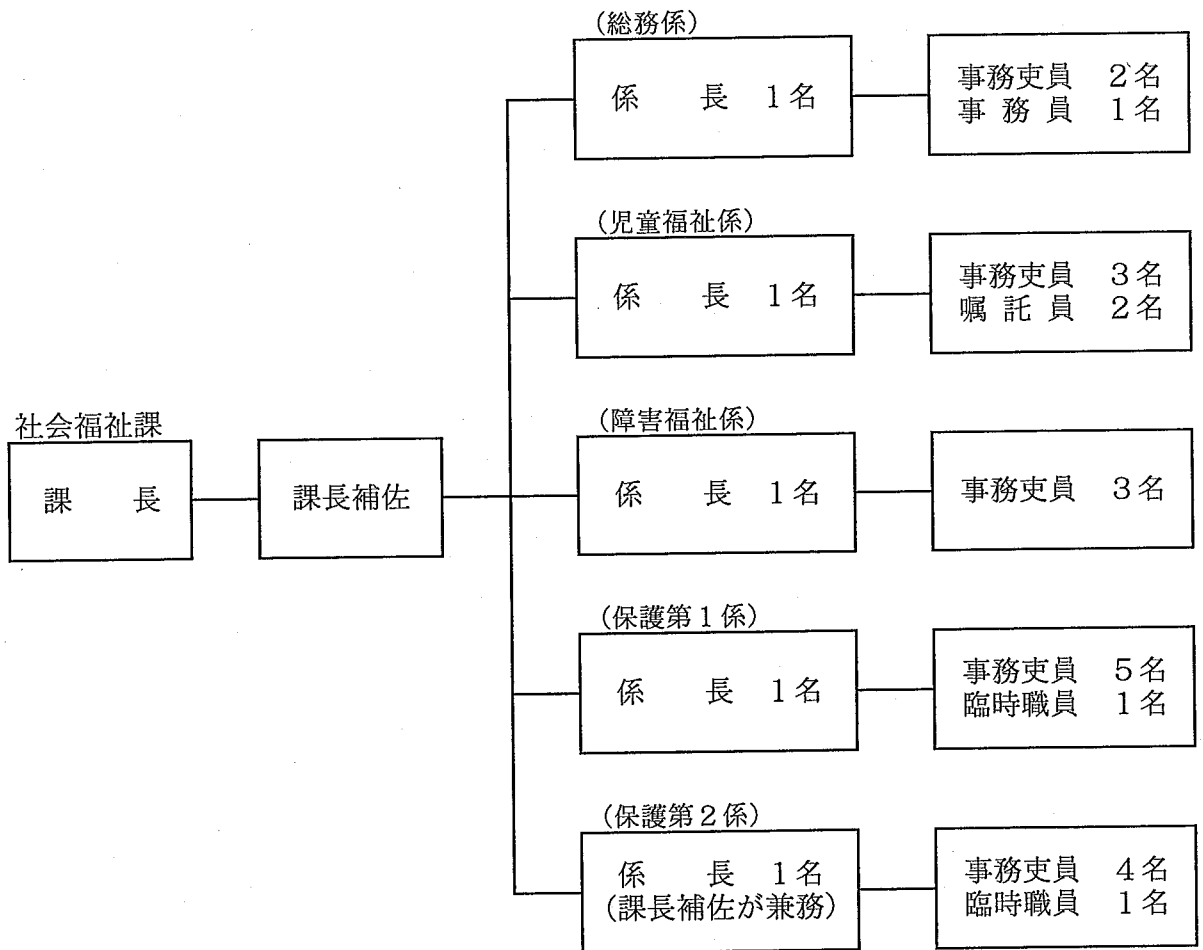 (総務係)
係　　長　1名
事務吏員　2名
事 務 員　1名
(児童福祉係)
係　　長　1名
事務吏員　3名
嘱 託 員　2名
社会福祉課
課　　長
課長補佐
(障害福祉係)
係　　長　1名
事務吏員　3名
(保護第1係)
係　　長　1名
事務吏員　5名
臨時職員　1名
(保護第2係)
係　　長　1名
(課長補佐が兼務)
事務吏員　4名
臨時職員　1名